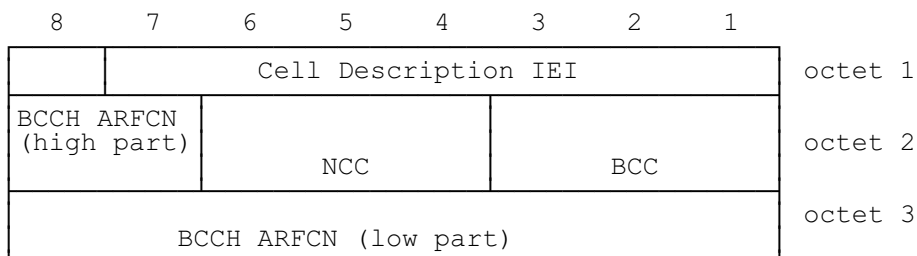 8 7 6 5 4 3 2 1
Cell Description IEI octet 1
BCCH ARFCN
(high part) octet 2
NCC BCC
octet 3
BCCH ARFCN (low part)